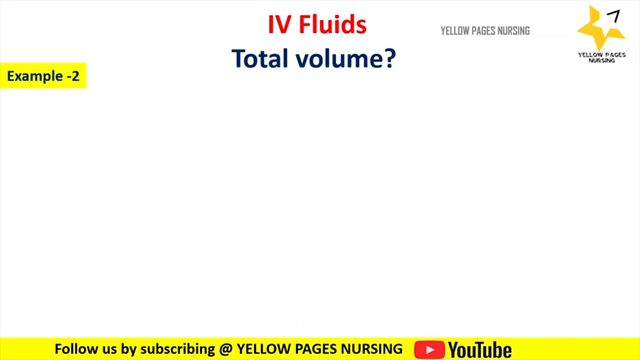 IV Fluids
YELLOW PAGES NURSING
Total volume?
YELLOW PAGES
NURSING
Example -2
Follow us by subscribing @ YELLOW PAGES NURSING YouTube